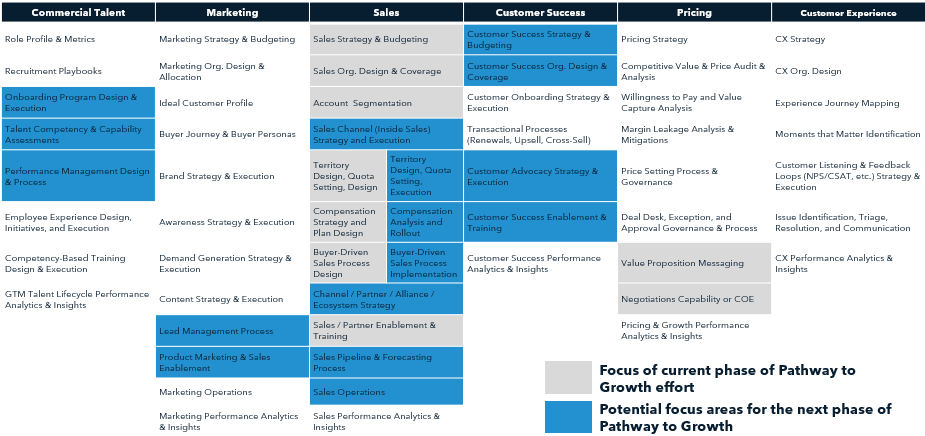 Commercial Talent
Marketing
Sales
Customer Success
Pricing
Customer Experience
Role Profile & Metrics
Marketing Strategy & Budgeting
Sales Strategy & Budgeting
Customer Success Strategy &
Budgeting
Pricing Strategy
CX Strategy
Recruitment Playbooks
Marketing Org. Design &
Allocation
Sales Org. Design & Coverage
Customer Success Org. Design &
Coverage
Competitive Value & Price Audit &
Analysis
CX Org. Design
Onboarding Program Design &
Execution
Ideal Customer Profile
Account Segmentation
Customer Onboarding Strategy &
Execution
Willingness to Pay and Value
Capture Analysis
Experience Journey Mapping
Talent Competency & Capability
Assessments
Buyer Journey & Buyer Personas
Sales Channel (Inside Sales)
Strategy and Execution
Transactional Processes
(Renewals, Upsell, Cross-Sell)
Margin Leakage Analysis &
Mitigations
Moments that Matter Identification
Performance Management Design
& Process
Brand Strategy & Execution
Territory
Design, Quota
Setting, Design
Territory
Design, Quota
Setting,
Execution
Customer Advocacy Strategy &
Execution
Price Setting Process &
Governance
Customer Listening & Feedback
Loops (NPS/CSAT, etc.) Strategy &
Execution
Employee Experience Design,
Initiatives, and Execution
Awareness Strategy & Execution
Compensation
Strategy and
Plan Design
Compensation
Analysis and
Rollout
Customer Success Enablement &
Training
Deal Desk, Exception, and
Approval Governance & Process
Issue Identification, Triage,
Resolution, and Communication
Competency-Based Training
Design & Execution
Demand Generation Strategy &
Execution
Buyer-Driven
Sales Process
Design
Buyer-Driven
Sales Process
Implementation
Customer Success Performance
Analytics & Insights
Value Proposition Messaging
CX Performance Analytics &
Insights
GTM Talent Lifecycle Performance
Analytics & Insights
Content Strategy & Execution
Channel / Partner / Alliance /
Ecosystem Strategy
Negotiations Capability or COE
Lead Management Process
Sales / Partner Enablement &
Training
Pricing & Growth Performance
Analytics & Insights
Product Marketing & Sales
Enablement
Sales Pipeline & Forecasting
Process
Marketing Operations
Sales Operations
Marketing Performance Analytics
& Insights
Sales Performance Analytics &
Insights
Focus of current phase of Pathway to
Growth effort
Potential focus areas for the next phase of
Pathway to Growth